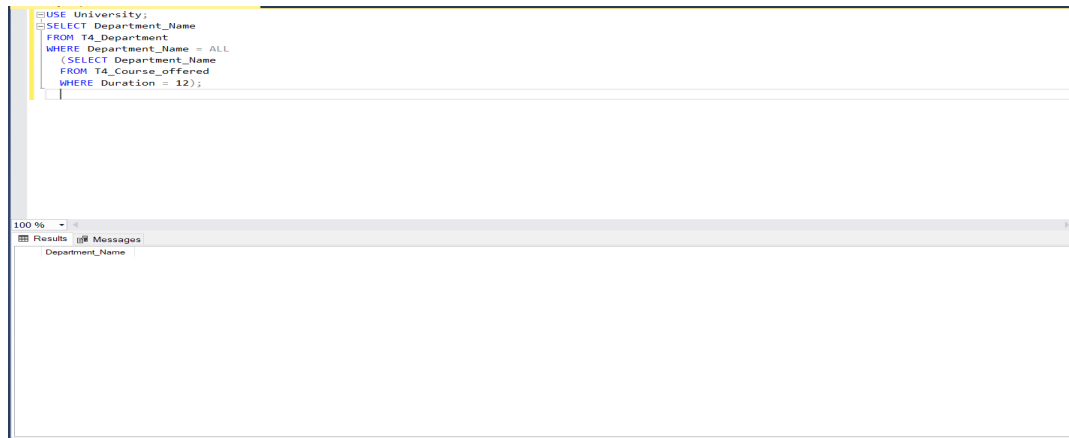 USE University;
SELECT Department_Name
FROM T4_Department
WHERE Department_Name = ALL
(SELECT Department_Name
FROM T4_Course_offered
WHERE Duration = 12);
100 %
Results Messages
Department_Name